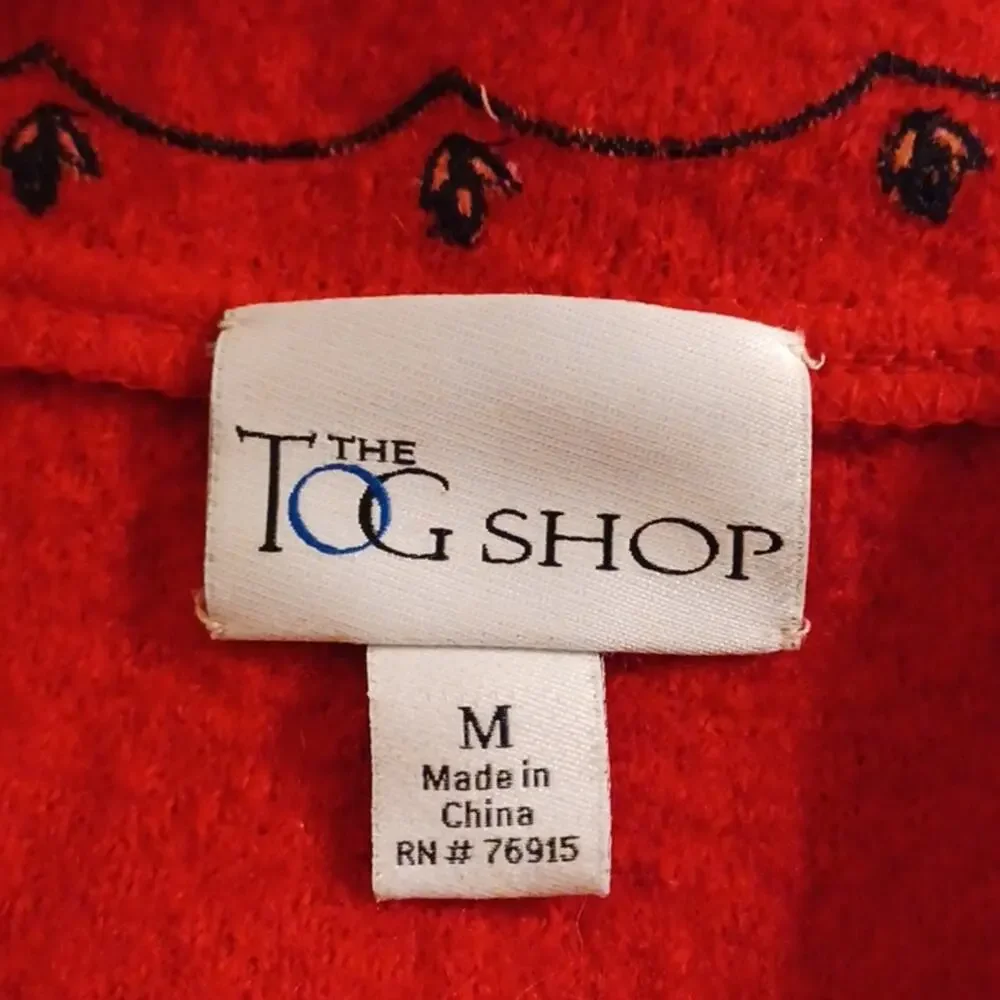 THE
TOG SHOP
M
Made in
China
RN # 76915